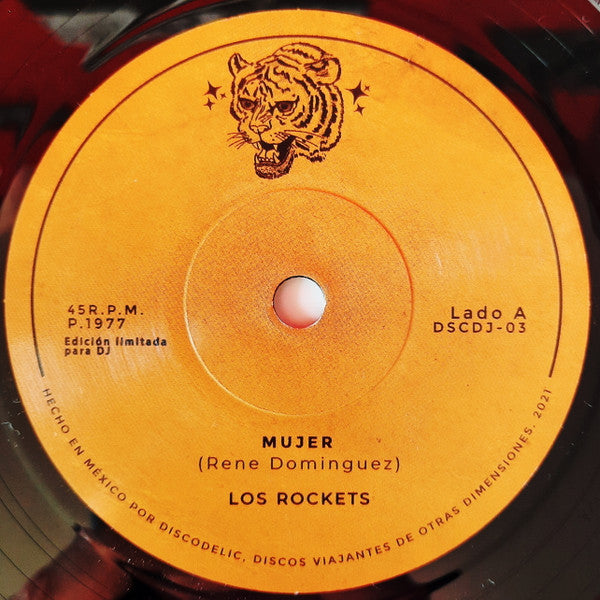 45R.P.M.
P.1977
Edición limitada
para DJ
Lado A
DSCDJ-03
MUJER
(Rene Dominguez)
LOS ROCKETS
HECHO EN MÉXICO POR DISCODELIC, DISCOS VIAJANTES DE OTRAS DIMENSIONES. 2021